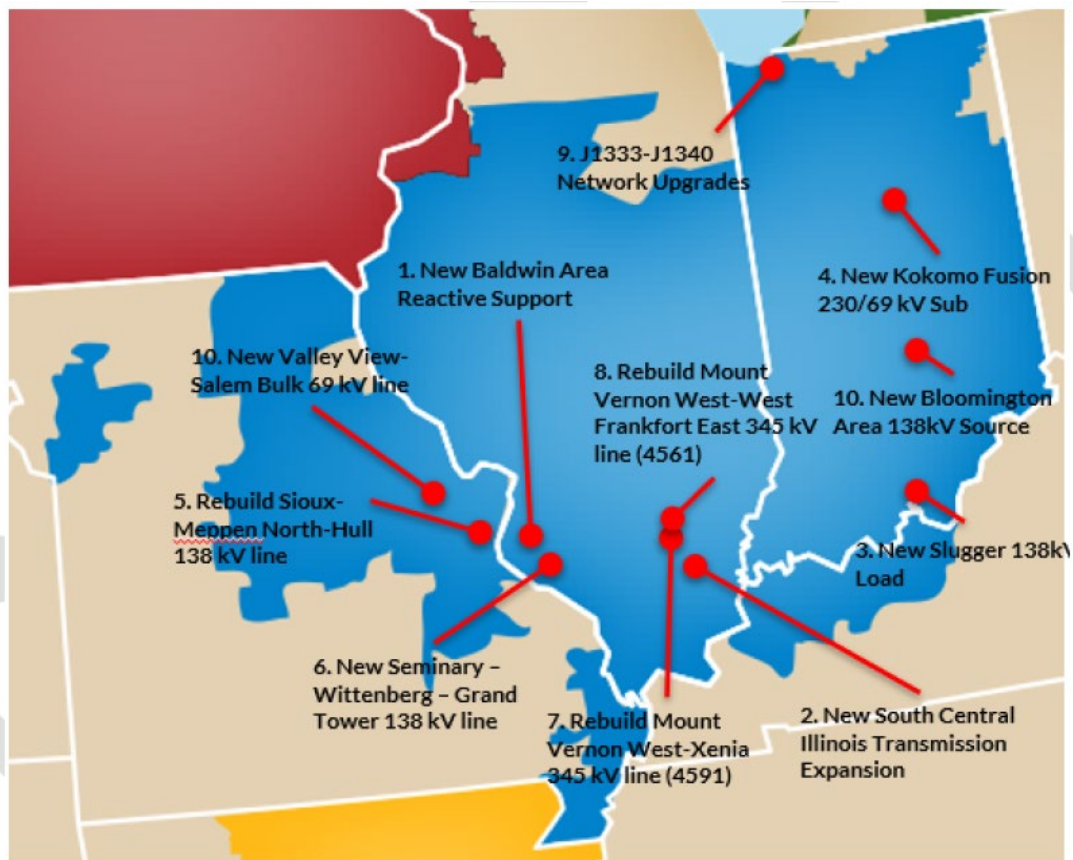 9. J1333-J1340
Network Upgrades
1. New Baldwin Area
Reactive Support
4. New Kokomo Fusion
230/69 kV Sub
10. New Valley View-
Salem Bulk 69 kV line
8. Rebuild Mount
Vernon West-West
Frankfort East 345 kV
line (4561)
10. New Bloomington
Area 138kV Source
5. Rebuild Sioux-
Meppen North-Hull
138 kV line
3. New Slugger 138kV
Load
6. New Seminary –
Wittenberg – Grand
Tower 138 kV line
7. Rebuild Mount
Vernon West-Xenia
345 kV line (4591)
2. New South Central
Illinois Transmission
Expansion